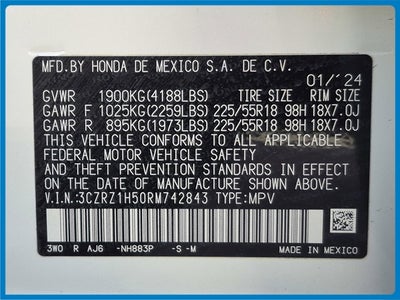 MFD.BY HONDA DE MEXICO S.A. DE C.V.
01/'24
GVWR 1900KG(4188LBS) TIRE SIZE RIM SIZE
GAWR F 1025KG(2259LBS) 225/55R18 98H 18X7.0J
GAWR R 895KG(1973LBS) 225/55R18 98H 18X7.0J
THIS VEHICLE CONFORMS TO ALL APPLICABLE
FEDERAL MOTOR VEHICLE SAFETY AND
THEFT PREVENTION STANDARDS IN EFFECT ON
THE DATE OF MANUFACTURE SHOWN ABOVE.
V.I.N.:3CZRZ1H50RM742843 TYPE:MPV
3W0 R AJ6 -NH883P -S -M MADE IN MEXICO